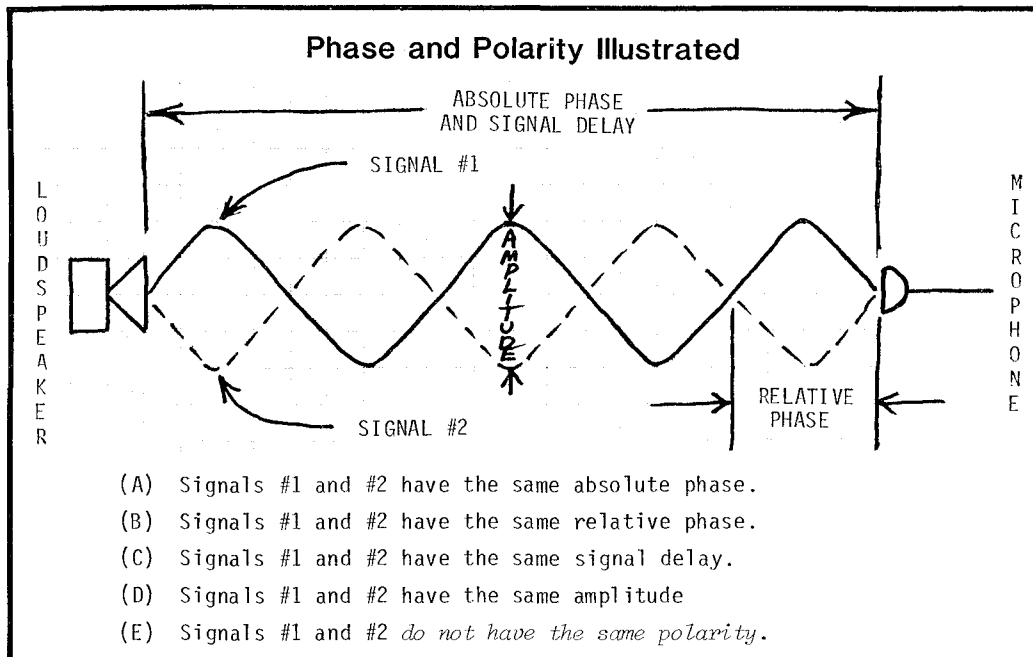 Phase and Polarity Illustrated
ABSOLUTE PHASE
AND SIGNAL DELAY
SIGNAL #1
LOUDSPEAKER
MICROPHONE
AMPLITUDE
RELATIVE
PHASE
SIGNAL #2
(A) Signals #1 and #2 have the same absolute phase.
(B) Signals #1 and #2 have the same relative phase.
(C) Signals #1 and #2 have the same signal delay.
(D) Signals #1 and #2 have the same amplitude
(E) Signals #1 and #2 do not have the same polarity.